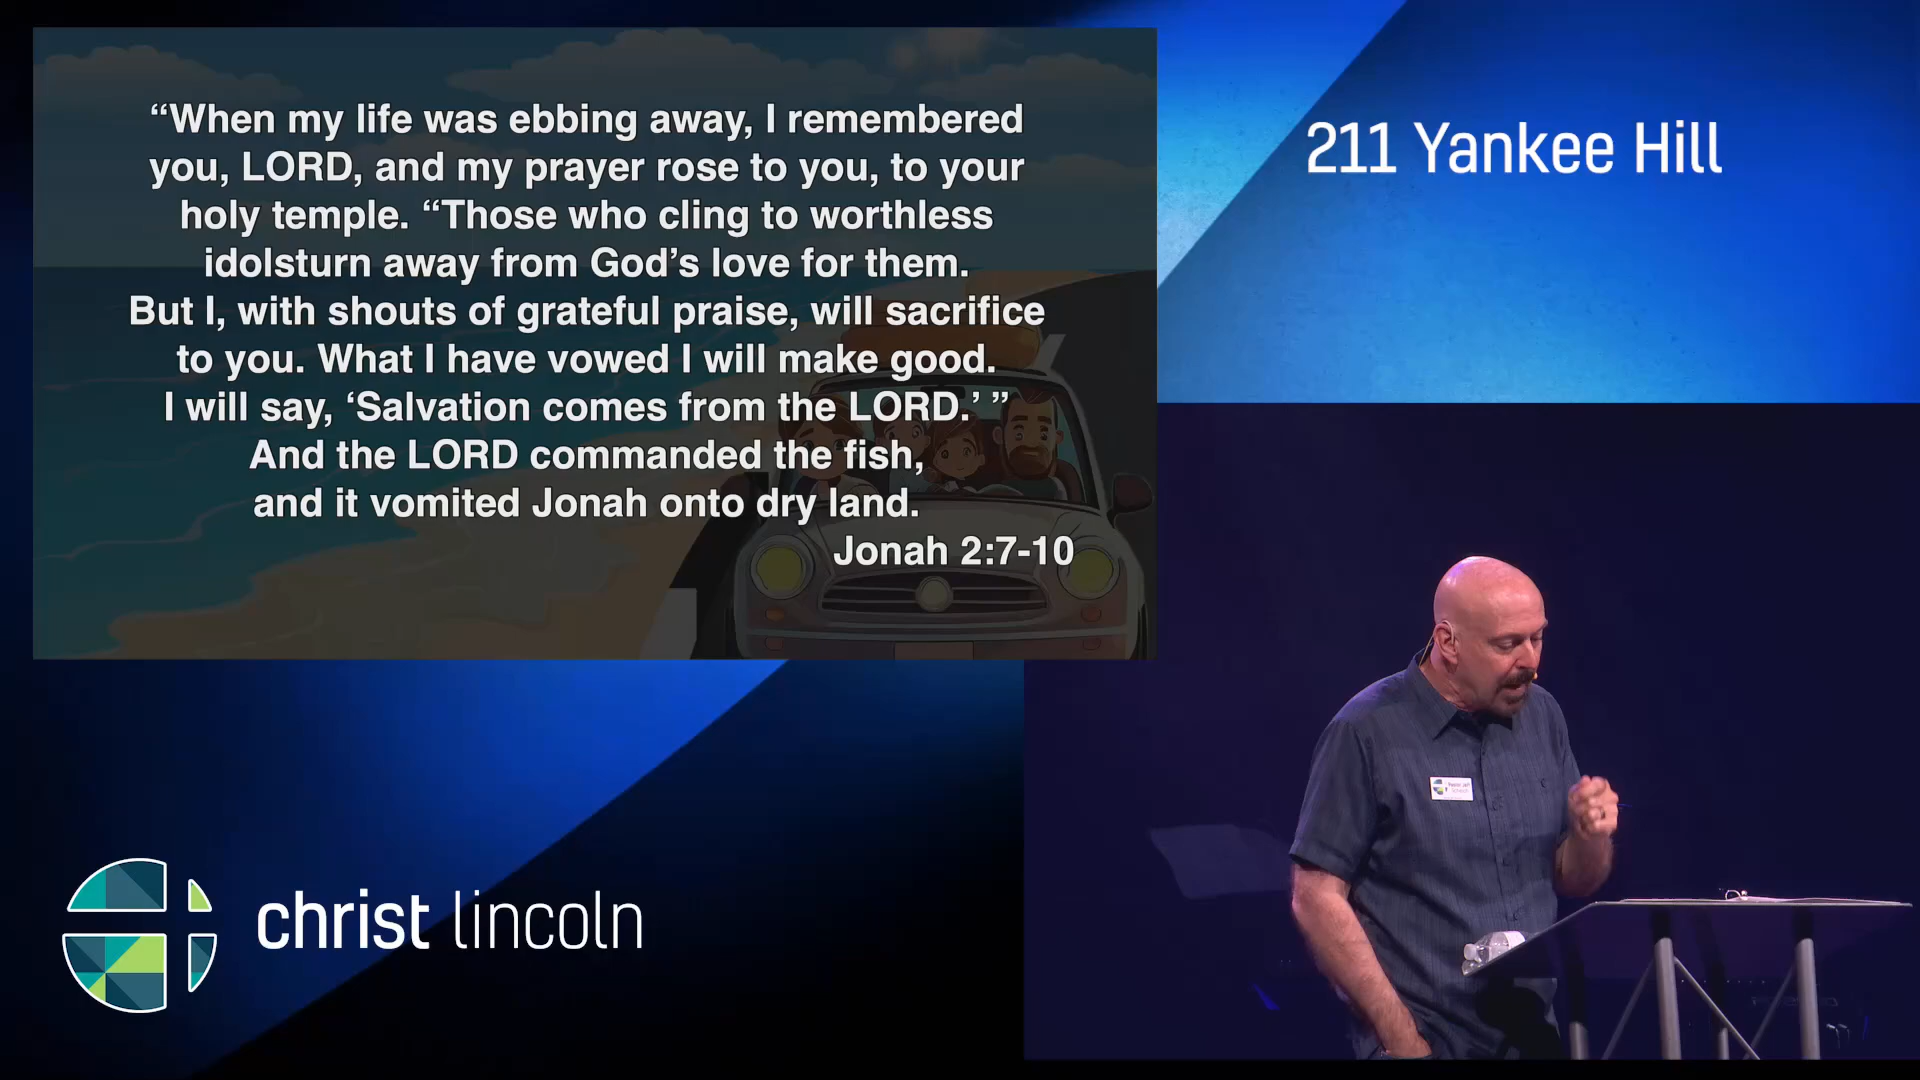 “When my life was ebbing away, I remembered
you, LORD, and my prayer rose to you, to your
holy temple. “Those who cling to worthless
idolsturn away from God’s love for them.
But I, with shouts of grateful praise, will sacrifice
to you. What I have vowed I will make good.
I will say, ‘Salvation comes from the LORD.’ ”
And the LORD commanded the fish,
and it vomited Jonah onto dry land.
Jonah 2:7-10
211 Yankee Hill
christ lincoln